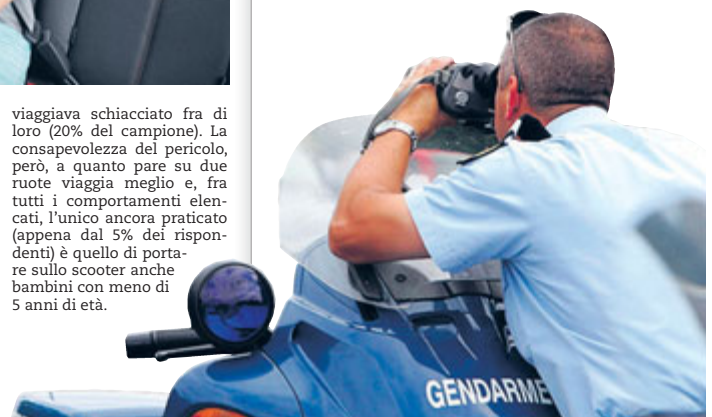 viaggiava schiacciato fra di
loro (20% del campione). La
consapevolezza del pericolo,
però, a quanto pare su due
ruote viaggia meglio e, fra
tutti i comportamenti elen-
cati, l’unico ancora praticato
(appena dal 5% dei rispon-
denti) è quello di porta-
re sullo scooter anche
bambini con meno di
5 anni di età.
GENDARME